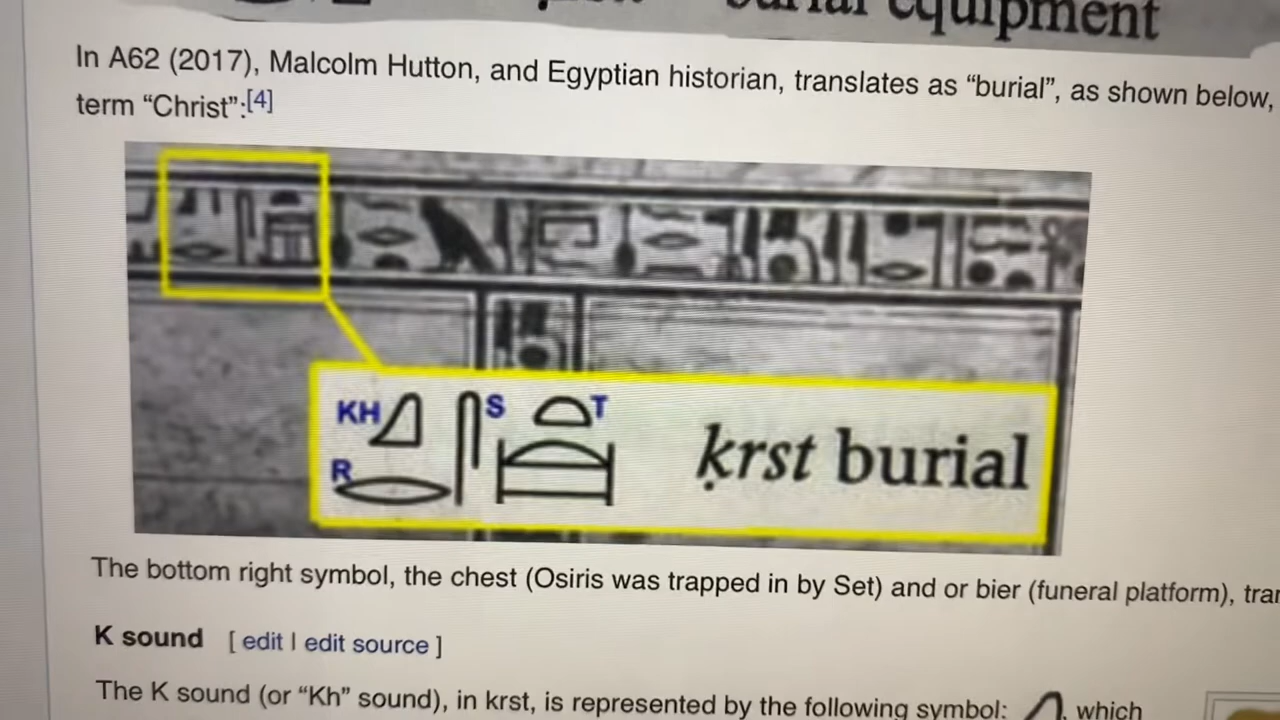 burial equipment
In A62 (2017), Malcolm Hutton, and Egyptian historian, translates as “burial”, as shown below,
term “Christ”:[4]
KH S T
R
ḳrst burial
The bottom right symbol, the chest (Osiris was trapped in by Set) and or bier (funeral platform),
K sound [ edit | edit source ]
The K sound (or “Kh” sound), in krst, is represented by the following symbol: , which